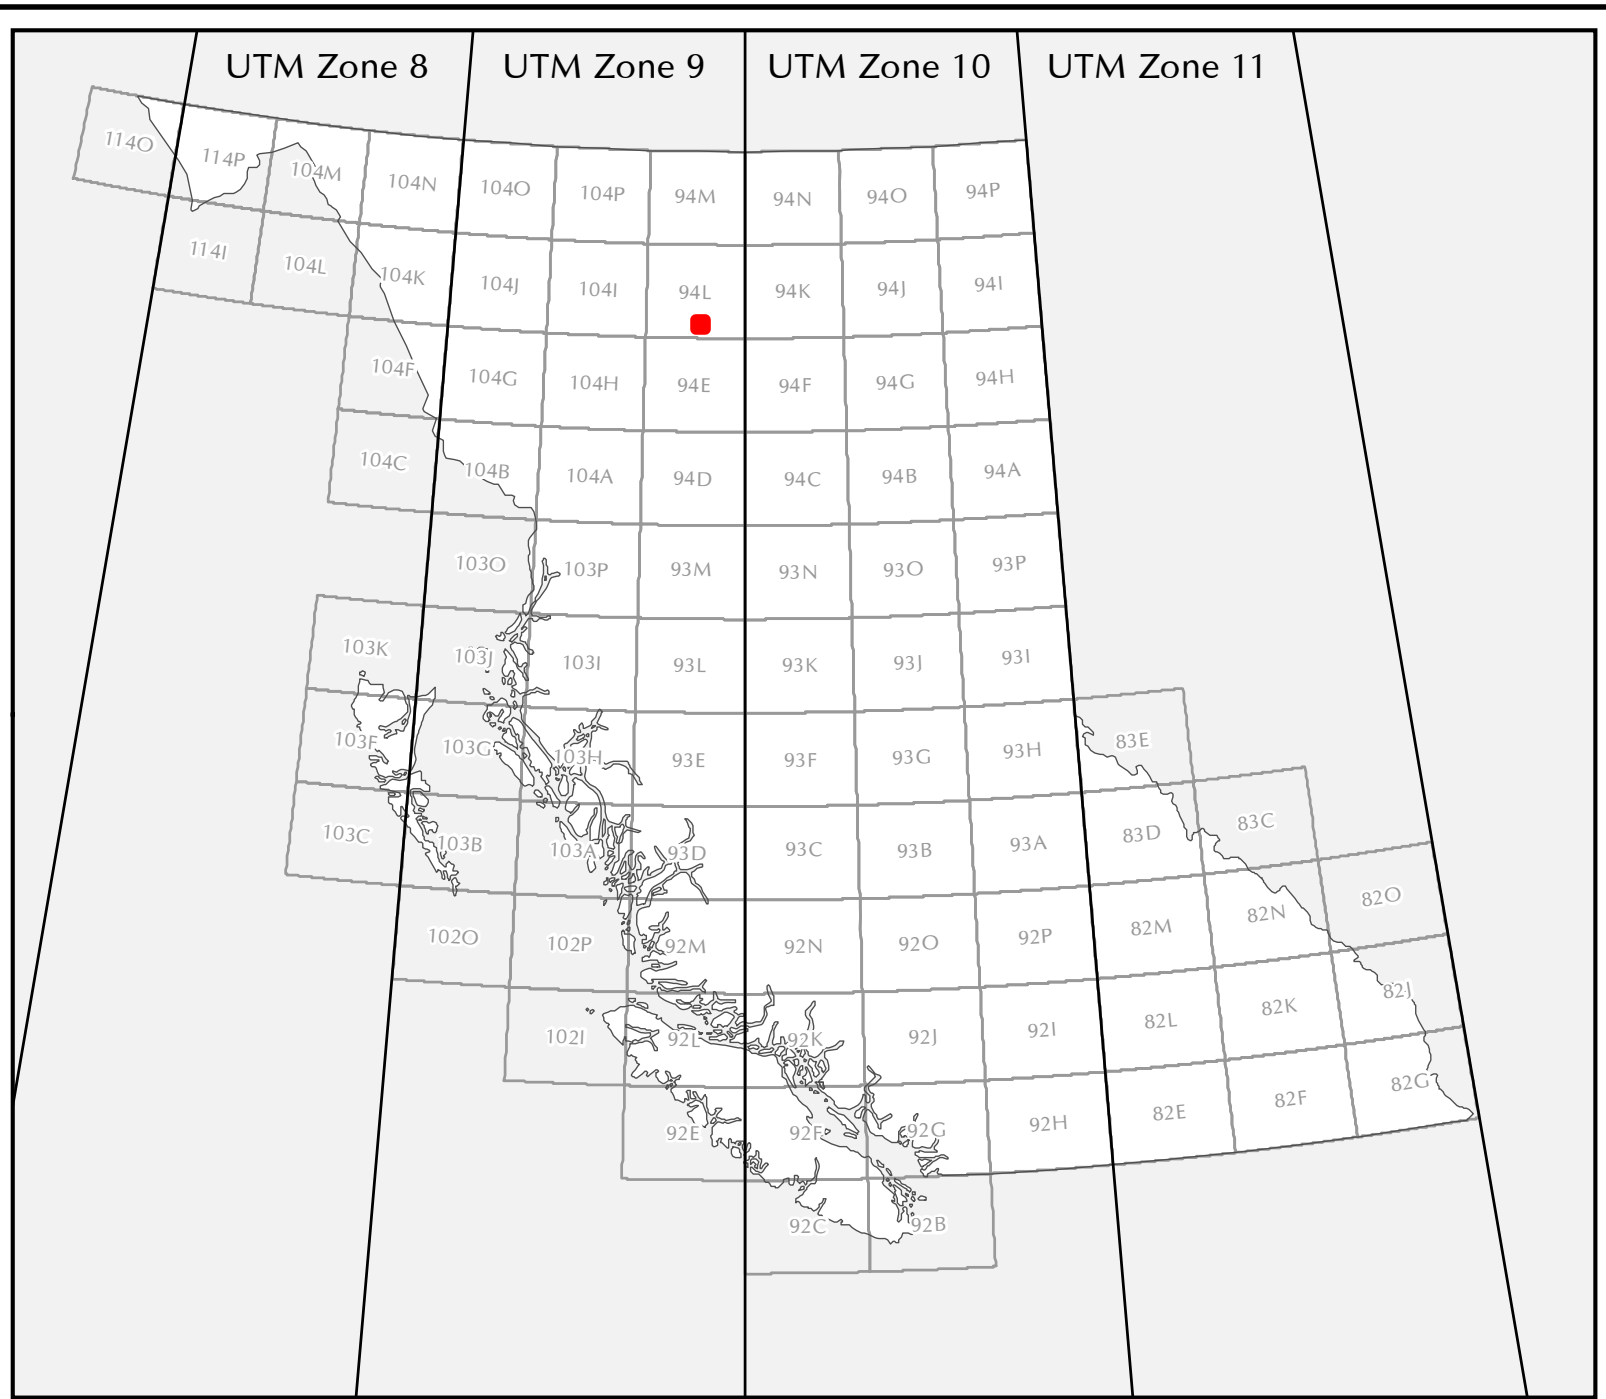 UTM Zone 8 UTM Zone 9 UTM Zone 10 UTM Zone 11
114O 114P 104M 104N 104O 104P 94M 94N 94O 94P
114I 104L 104K 104J 104I 94L 94K 94J 94I
104F 104G 104H 94E 94F 94G 94H
104C 104B 104A 94D 94C 94B 94A
103O 103P 93M 93N 93O 93P
103K 103J 103I 93L 93K 93J 93I
103F 103G 103H 93E 93F 93G 93H 83E
103C 103B 103A 93D 93C 93B 93A 83D 83C
102O 102P 92M 92N 92O 92P 82M 82N 82O
102I 92L 92K 92J 92I 82L 82K 82J
92E 92F 92G 92H 82E 82F 82G
92C 92B